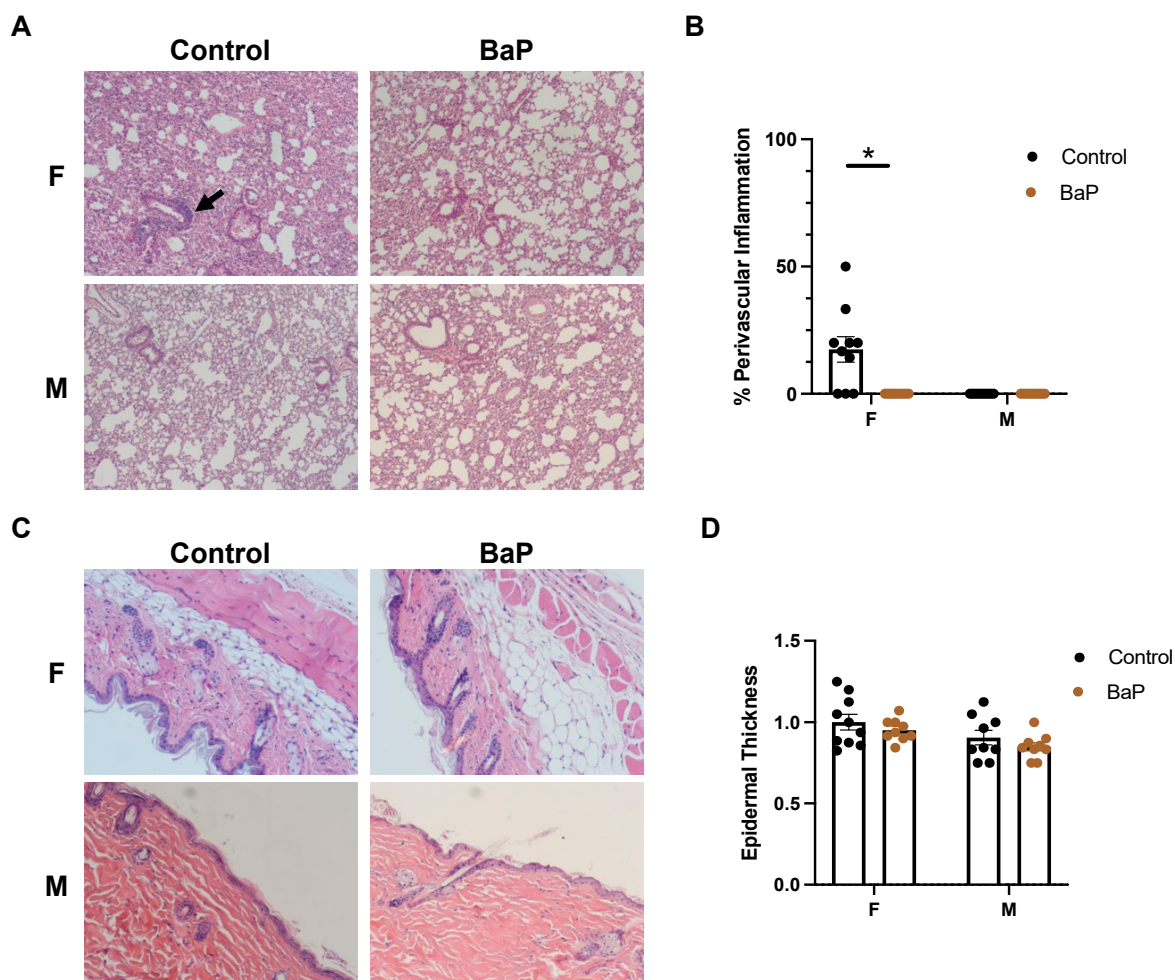 A
Control BaP
F
M
B
% Perivascular Inflammation
100
50
0
*
Control
BaP
F M
C
Control BaP
F
M
D
Epidermal Thickness
1.5
1.0
0.5
0.0
Control
BaP
F M